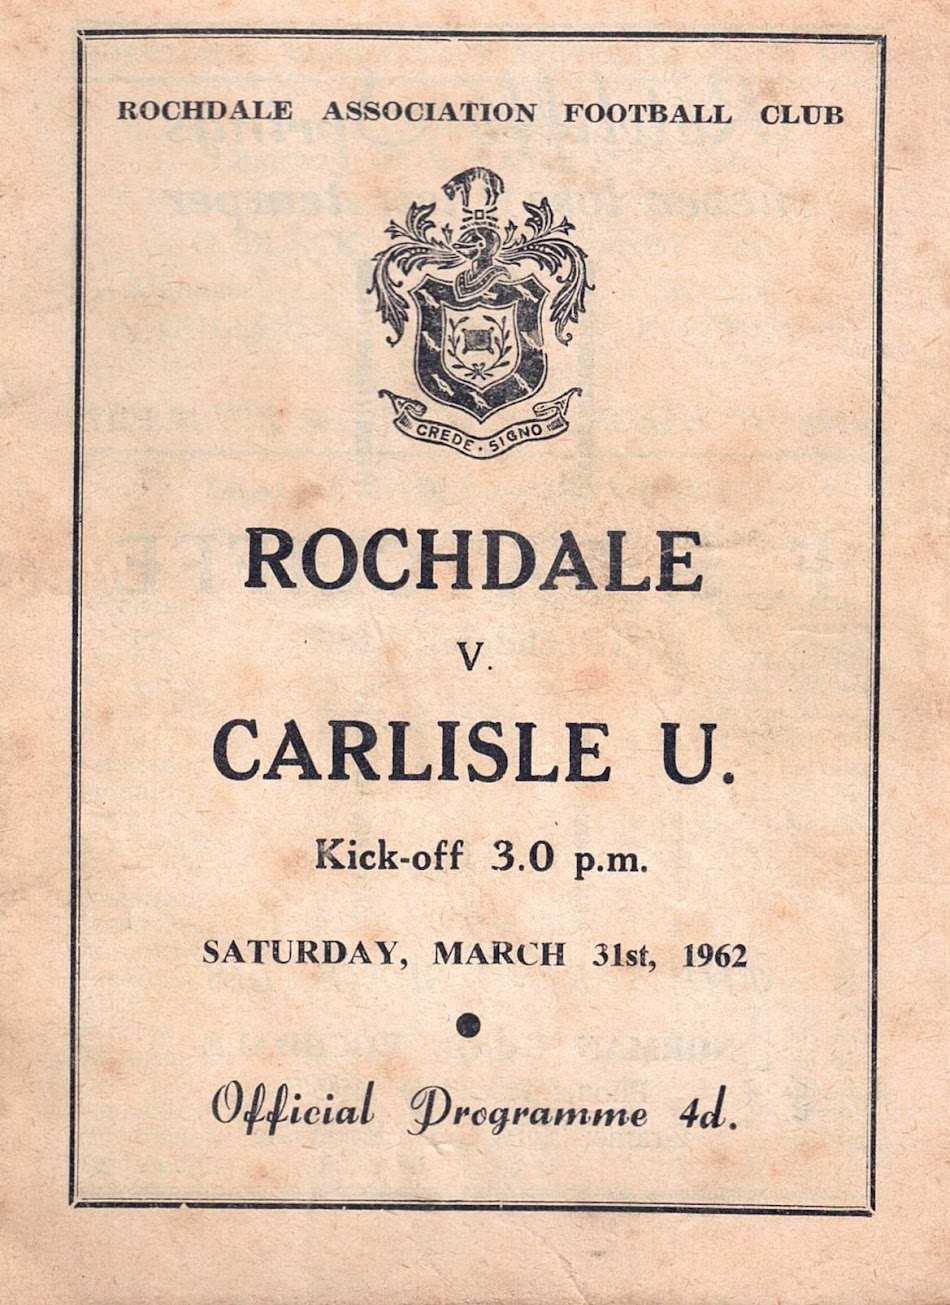 ROCHDALE ASSOCIATION FOOTBALL CLUB
CREDE · SIGNO
ROCHDALE
V.
CARLISLE U.
Kick-off 3.0 p.m.
SATURDAY, MARCH 31st, 1962
Official Programme 4d.